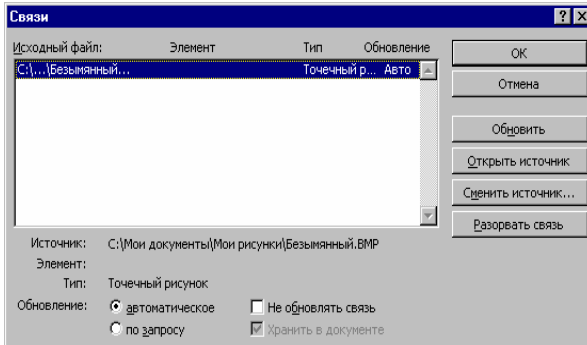 Связи
Исходный файл: Элемент Тип Обновление
C:\...\Безымянный... Точечный р... Авто
OK
Отмена
Обновить
Открыть источник
Сменить источник...
Разорвать связь
Источник: C:\Мои документы\Мои рисунки\Безымянный.BMP
Элемент:
Тип: Точечный рисунок
Обновление: автоматическое Не обновлять связь
по запросу Хранить в документе